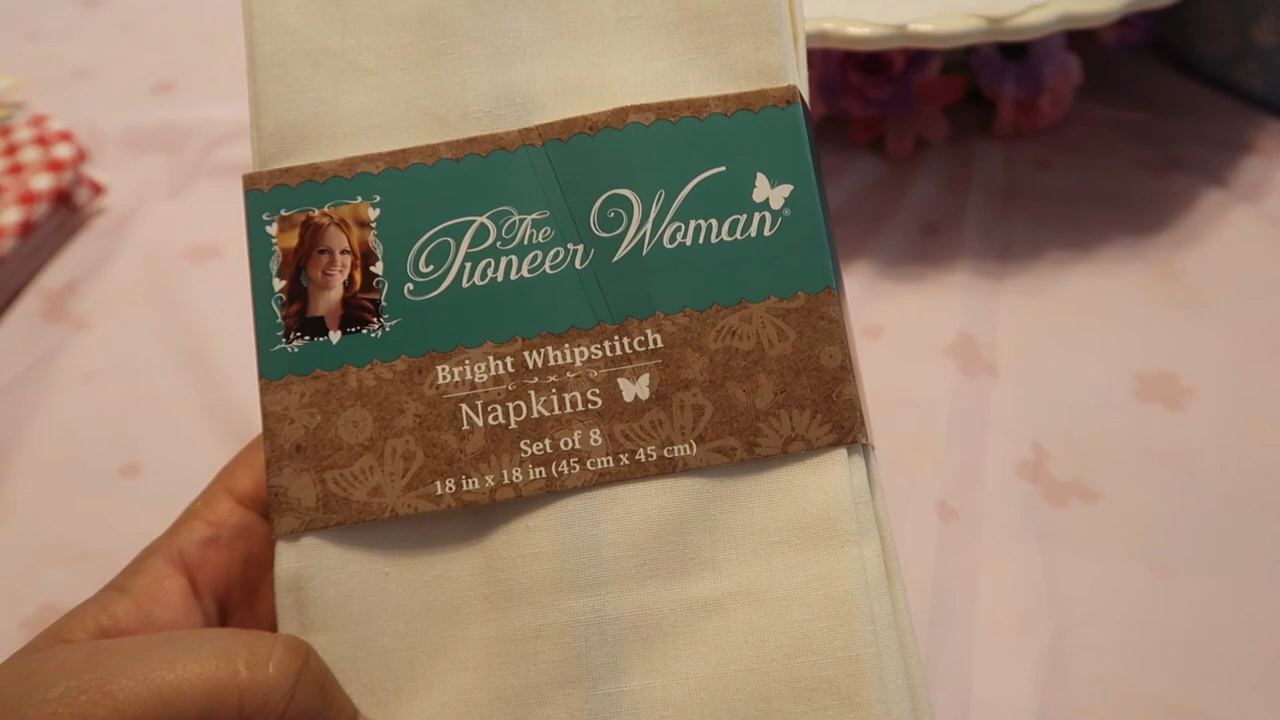 The
Pioneer Woman®
Bright Whipstitch
Napkins
Set of 8
18 in x 18 in (45 cm x 45 cm)